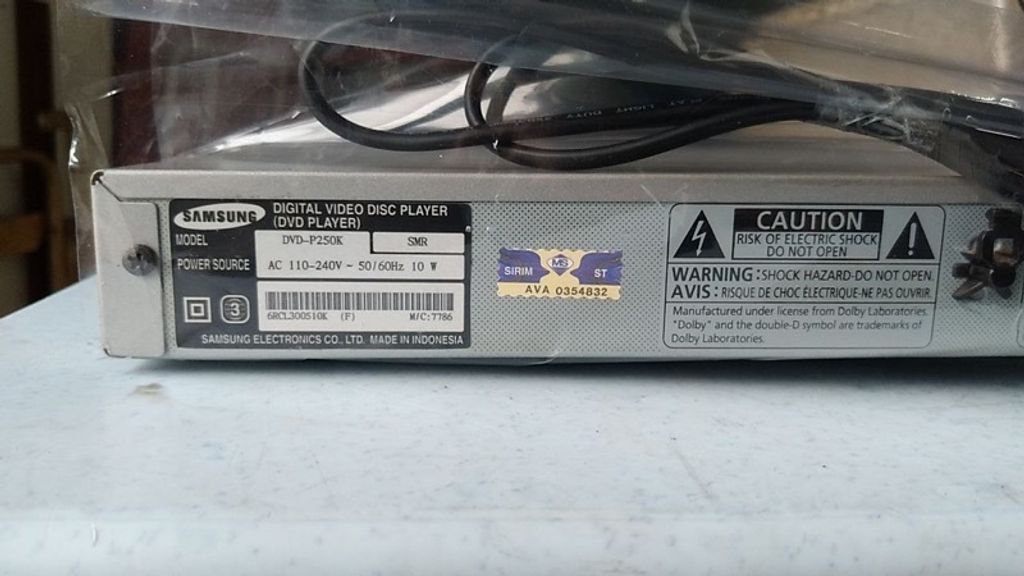 SAMSUNG
DIGITAL VIDEO DISC PLAYER
(DVD PLAYER)
MODEL
DVD-P250K
SMR
POWER SOURCE
AC 110-240V ~ 50/60Hz 10 W
3
6RCL300510K (F) M/C:7786
SAMSUNG ELECTRONICS CO., LTD. MADE IN INDONESIA
SIRIM MS ST
AVA 0354832
CAUTION
RISK OF ELECTRIC SHOCK
DO NOT OPEN
WARNING : SHOCK HAZARD-DO NOT OPEN.
AVIS : RISQUE DE CHOC ÉLECTRIQUE-NE PAS OUVRIR.
Manufactured under license from Dolby Laboratories.
"Dolby" and the double-D symbol are trademarks of
Dolby Laboratories.